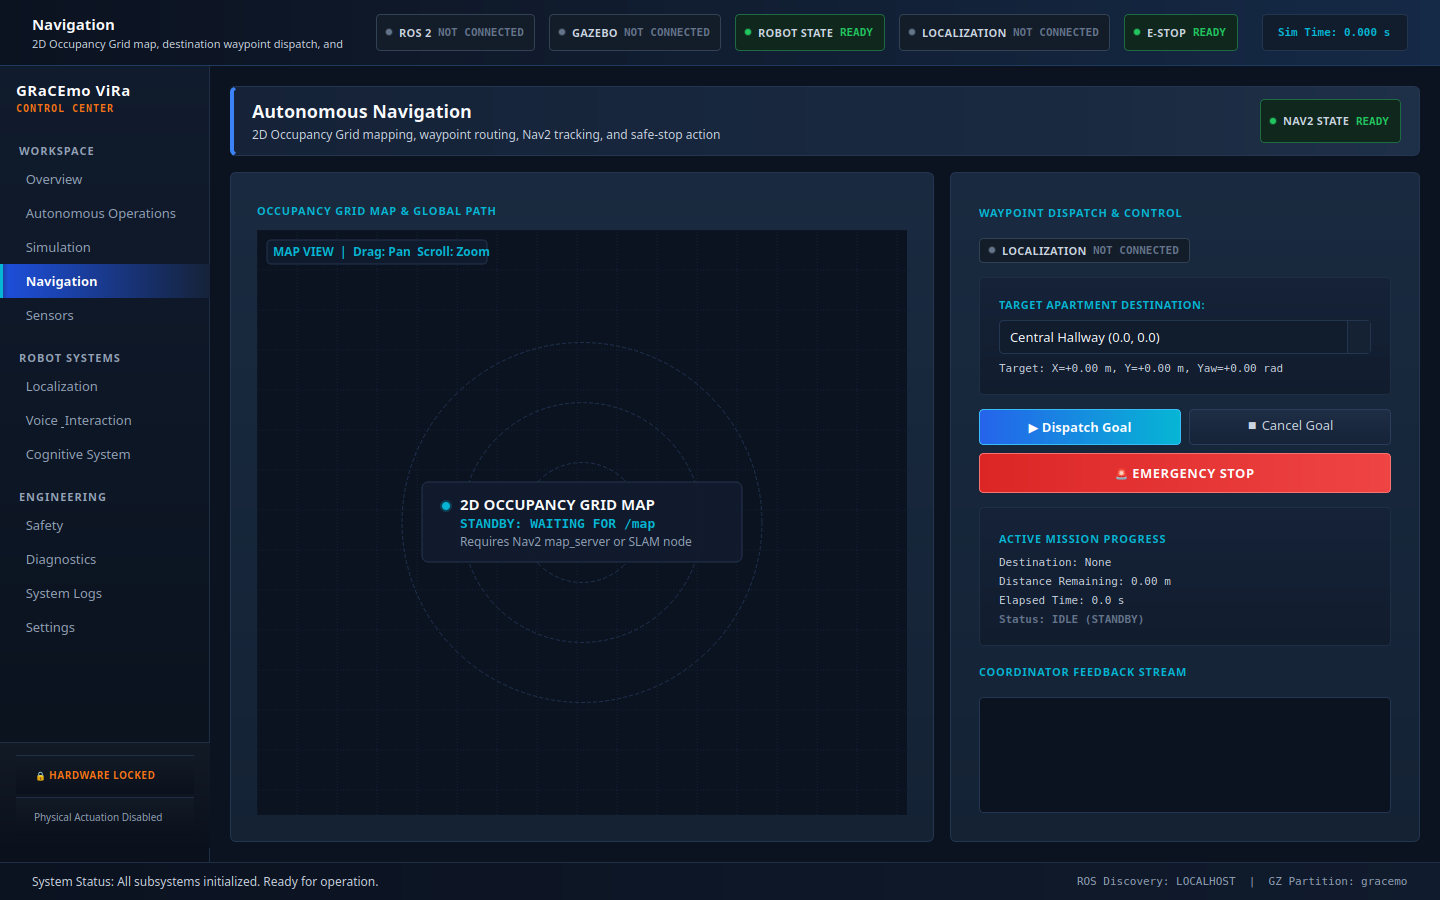 Navigation
2D Occupancy Grid map, destination waypoint dispatch, and
ROS 2 NOT CONNECTED
GAZEBO NOT CONNECTED
ROBOT STATE READY
LOCALIZATION NOT CONNECTED
E-STOP READY
Sim Time: 0.000 s
GRaCEmo ViRa
CONTROL CENTER
WORKSPACE
Overview
Autonomous Operations
Simulation
Navigation
Sensors
ROBOT SYSTEMS
Localization
Voice _Interaction
Cognitive System
ENGINEERING
Safety
Diagnostics
System Logs
Settings
🔒 HARDWARE LOCKED
Physical Actuation Disabled
Autonomous Navigation
2D Occupancy Grid mapping, waypoint routing, Nav2 tracking, and safe-stop action
NAV2 STATE READY
OCCUPANCY GRID MAP & GLOBAL PATH
MAP VIEW | Drag: Pan Scroll: Zoom
2D OCCUPANCY GRID MAP
STANDBY: WAITING FOR /map
Requires Nav2 map_server or SLAM node
WAYPOINT DISPATCH & CONTROL
LOCALIZATION NOT CONNECTED
TARGET APARTMENT DESTINATION:
Central Hallway (0.0, 0.0)
Target: X=+0.00 m, Y=+0.00 m, Yaw=+0.00 rad
▶ Dispatch Goal
■ Cancel Goal
🚨 EMERGENCY STOP
ACTIVE MISSION PROGRESS
Destination: None
Distance Remaining: 0.00 m
Elapsed Time: 0.0 s
Status: IDLE (STANDBY)
COORDINATOR FEEDBACK STREAM
System Status: All subsystems initialized. Ready for operation.
ROS Discovery: LOCALHOST | GZ Partition: gracemo